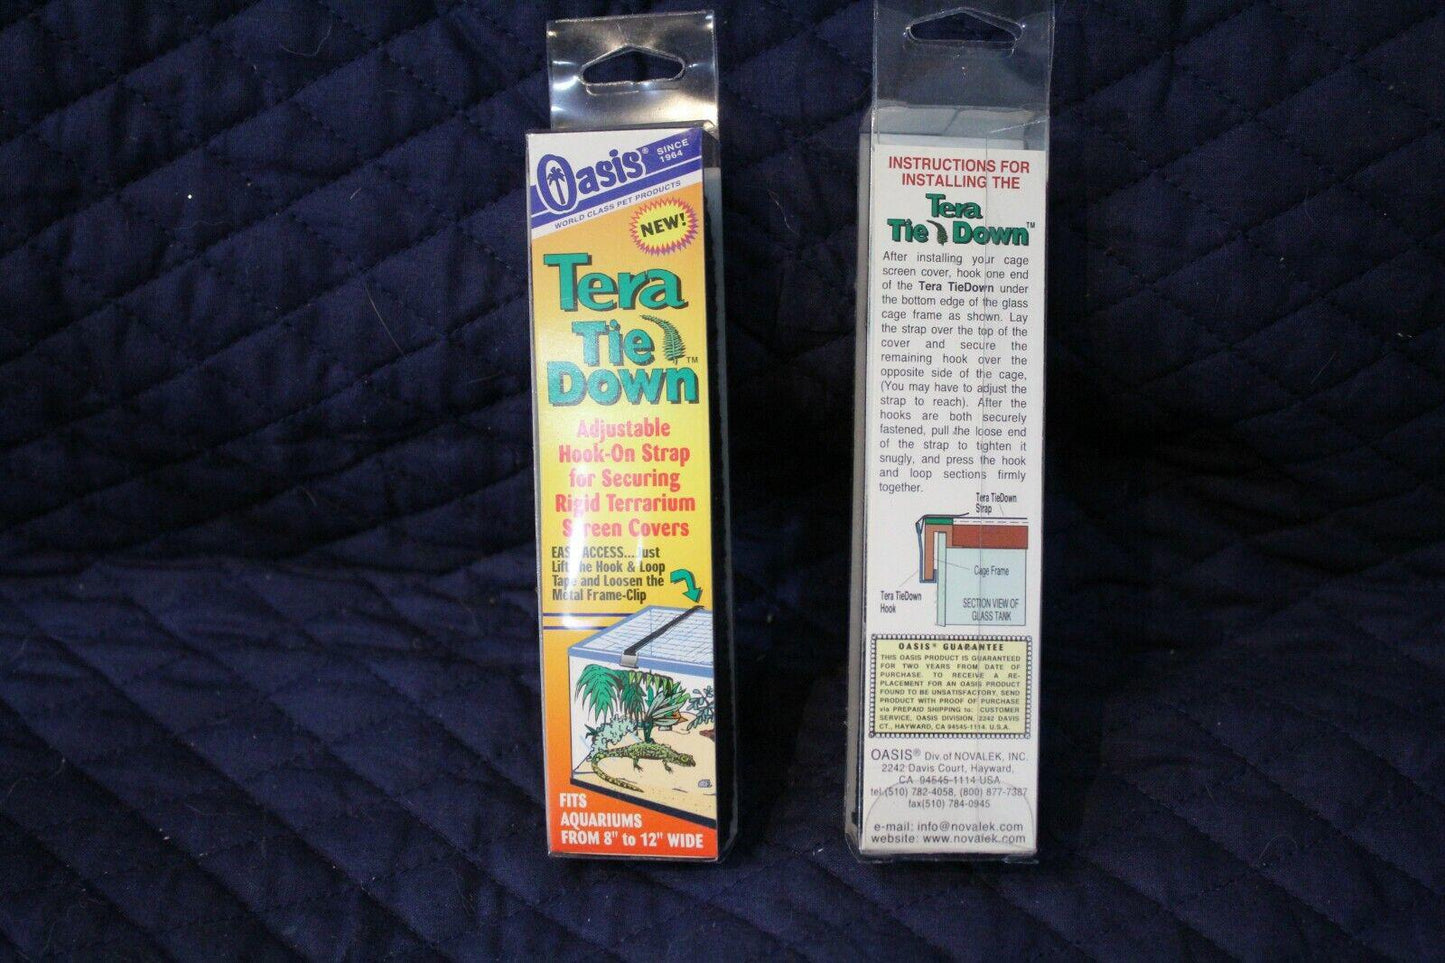 Oasis® SINCE
1964
WORLD CLASS PET PRODUCTS
NEW!
Tera
Tie
Down™
Adjustable
Hook-On Strap
for Securing
Rigid Terrarium
Screen Covers
EASY ACCESS...Just
Lift the Hook & Loop
Tape and Loosen the
Metal Frame-Clip
FITS
AQUARIUMS
FROM 8" to 12" WIDE
INSTRUCTIONS FOR
INSTALLING THE
Tera
Tie Down™
After installing your cage
screen cover, hook one end
of the Tera TieDown under
the bottom edge of the glass
cage frame as shown. Lay
the strap over the top of the
cover and secure the
remaining hook over the
opposite side of the cage,
(You may have to adjust the
strap to reach). After the
hooks are both securely
fastened, pull the loose end
of the strap to tighten it
snugly, and press the hook
and loop sections firmly
together.
Tera TieDown
Strap
Cage Frame
Tera TieDown
Hook
SECTION VIEW OF
GLASS TANK
OASIS® GUARANTEE
THIS OASIS PRODUCT IS GUARANTEED
FOR TWO YEARS FROM DATE OF
PURCHASE. TO RECEIVE A RE-
PLACEMENT FOR AN OASIS PRODUCT
FOUND TO BE UNSATISFACTORY, SEND
PRODUCT WITH PROOF OF PURCHASE
via PREPAID SHIPPING to: CUSTOMER
SERVICE, OASIS DIVISION, 2242 DAVIS
CT., HAYWARD, CA 94545-1114 U.S.A.
OASIS® Div. of NOVALEK, INC.
2242 Davis Court, Hayward,
CA 94545-1114 USA
tel.(510) 782-4058, (800) 877-7387
fax(510) 784-0945
e-mail: info@novalek.com
website: www.novalek.com